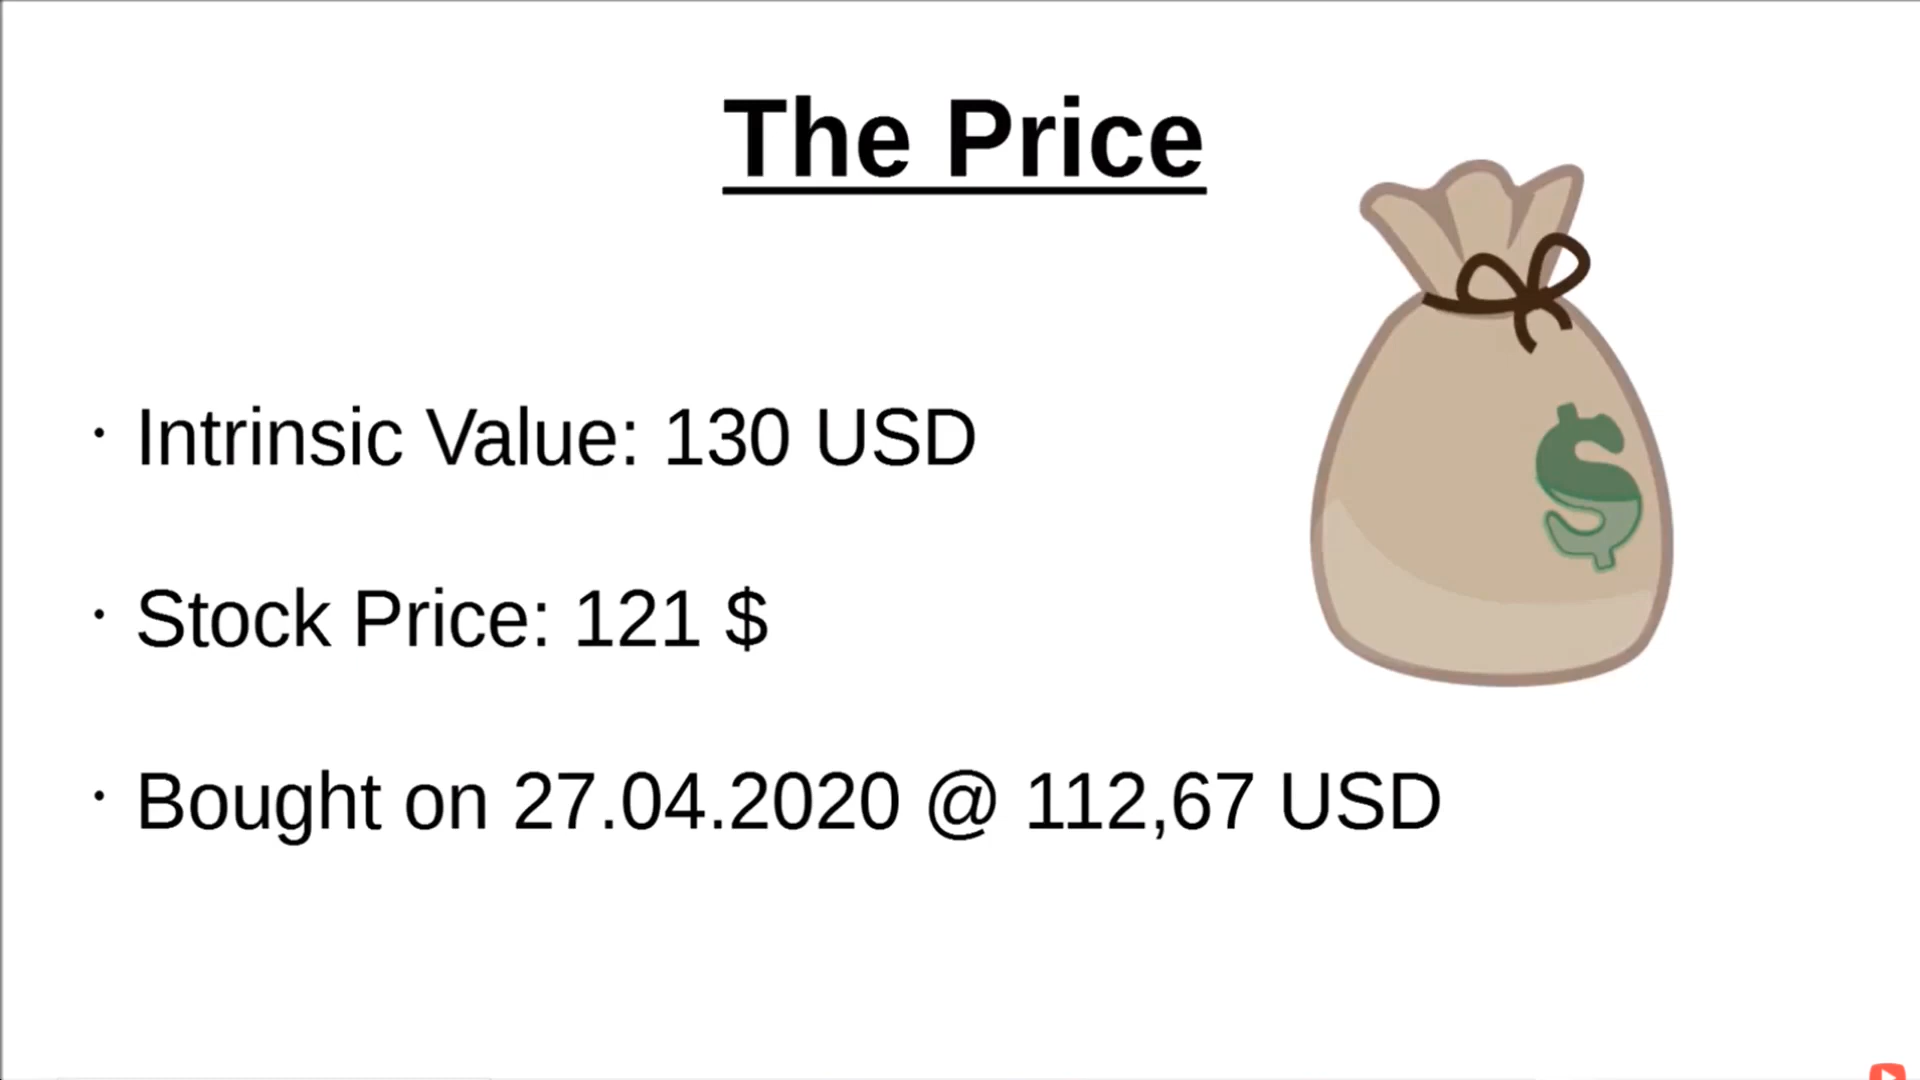 The Price
· Intrinsic Value: 130 USD
· Stock Price: 121 $
· Bought on 27.04.2020 @ 112,67 USD
$